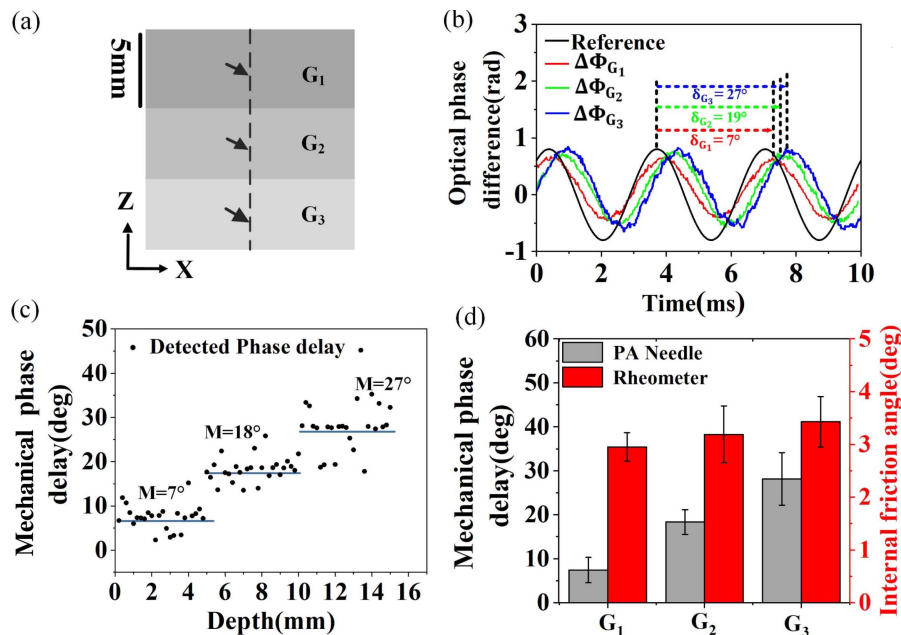 (a)
5mm
G₁
G₂
G₃
Z
X
(b)
Optical phase
difference(rad)
3
2
1
0
-1
Reference
ΔΦG₁
ΔΦG₂
ΔΦG₃
δG₃= 27°
δG₂= 19°
δG₁= 7°
0 2 4 6 8 10
Time(ms)
(c)
Mechanical phase
delay(deg)
50
40
30
20
10
0
Detected Phase delay
M=7°
M=18°
M=27°
0 2 4 6 8 10 12 14 16
Depth(mm)
(d)
Mechanical phase
delay(deg)
60
50
40
30
20
10
0
PA Needle
Rheometer
G₁ G₂ G₃
5
4
3
2
1
0
Internal friction angle(deg)